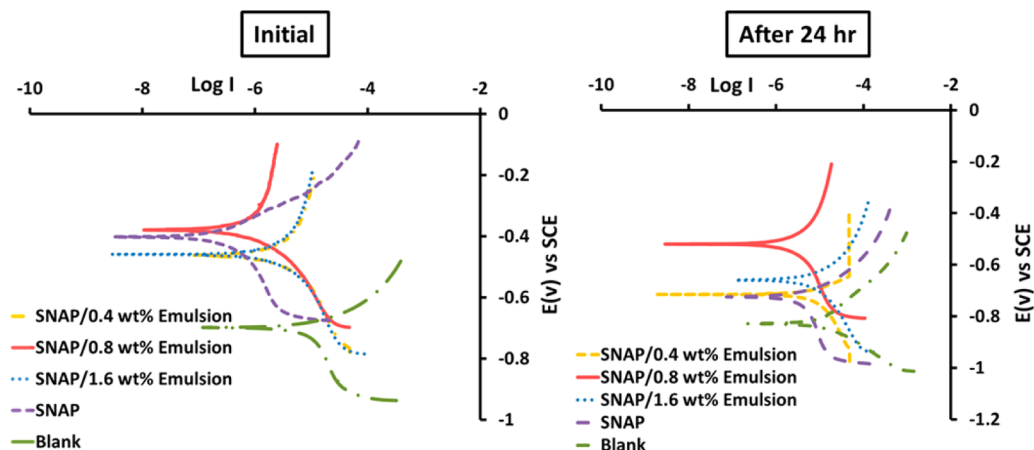 Initial
After 24 hr
-10 -8 Log I -6 -4 -2
0
-0.2
-0.4
-0.6
-0.8
-1
E(v) vs SCE
SNAP/0.4 wt% Emulsion
SNAP/0.8 wt% Emulsion
SNAP/1.6 wt% Emulsion
SNAP
Blank
-10 -8 Log I -6 -4 -2
0
-0.2
-0.4
-0.6
-0.8
-1
-1.2
E(v) vs SCE
SNAP/0.4 wt% Emulsion
SNAP/0.8 wt% Emulsion
SNAP/1.6 wt% Emulsion
SNAP
Blank